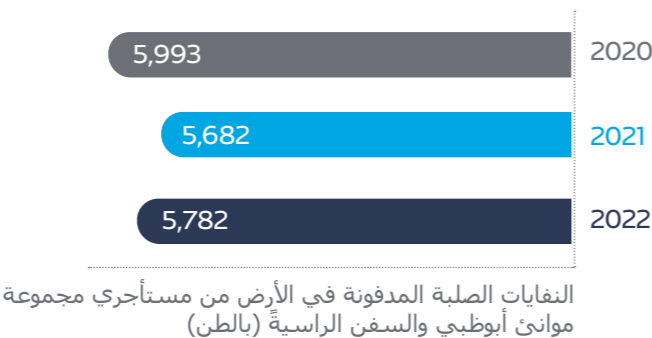 2020 5,993
2021 5,682
2022 5,782
النفايات الصلبة المدفونة في الأرض من مستأجري مجموعة
موانئ أبوظبي والسفن الراسيةً (بالطن)